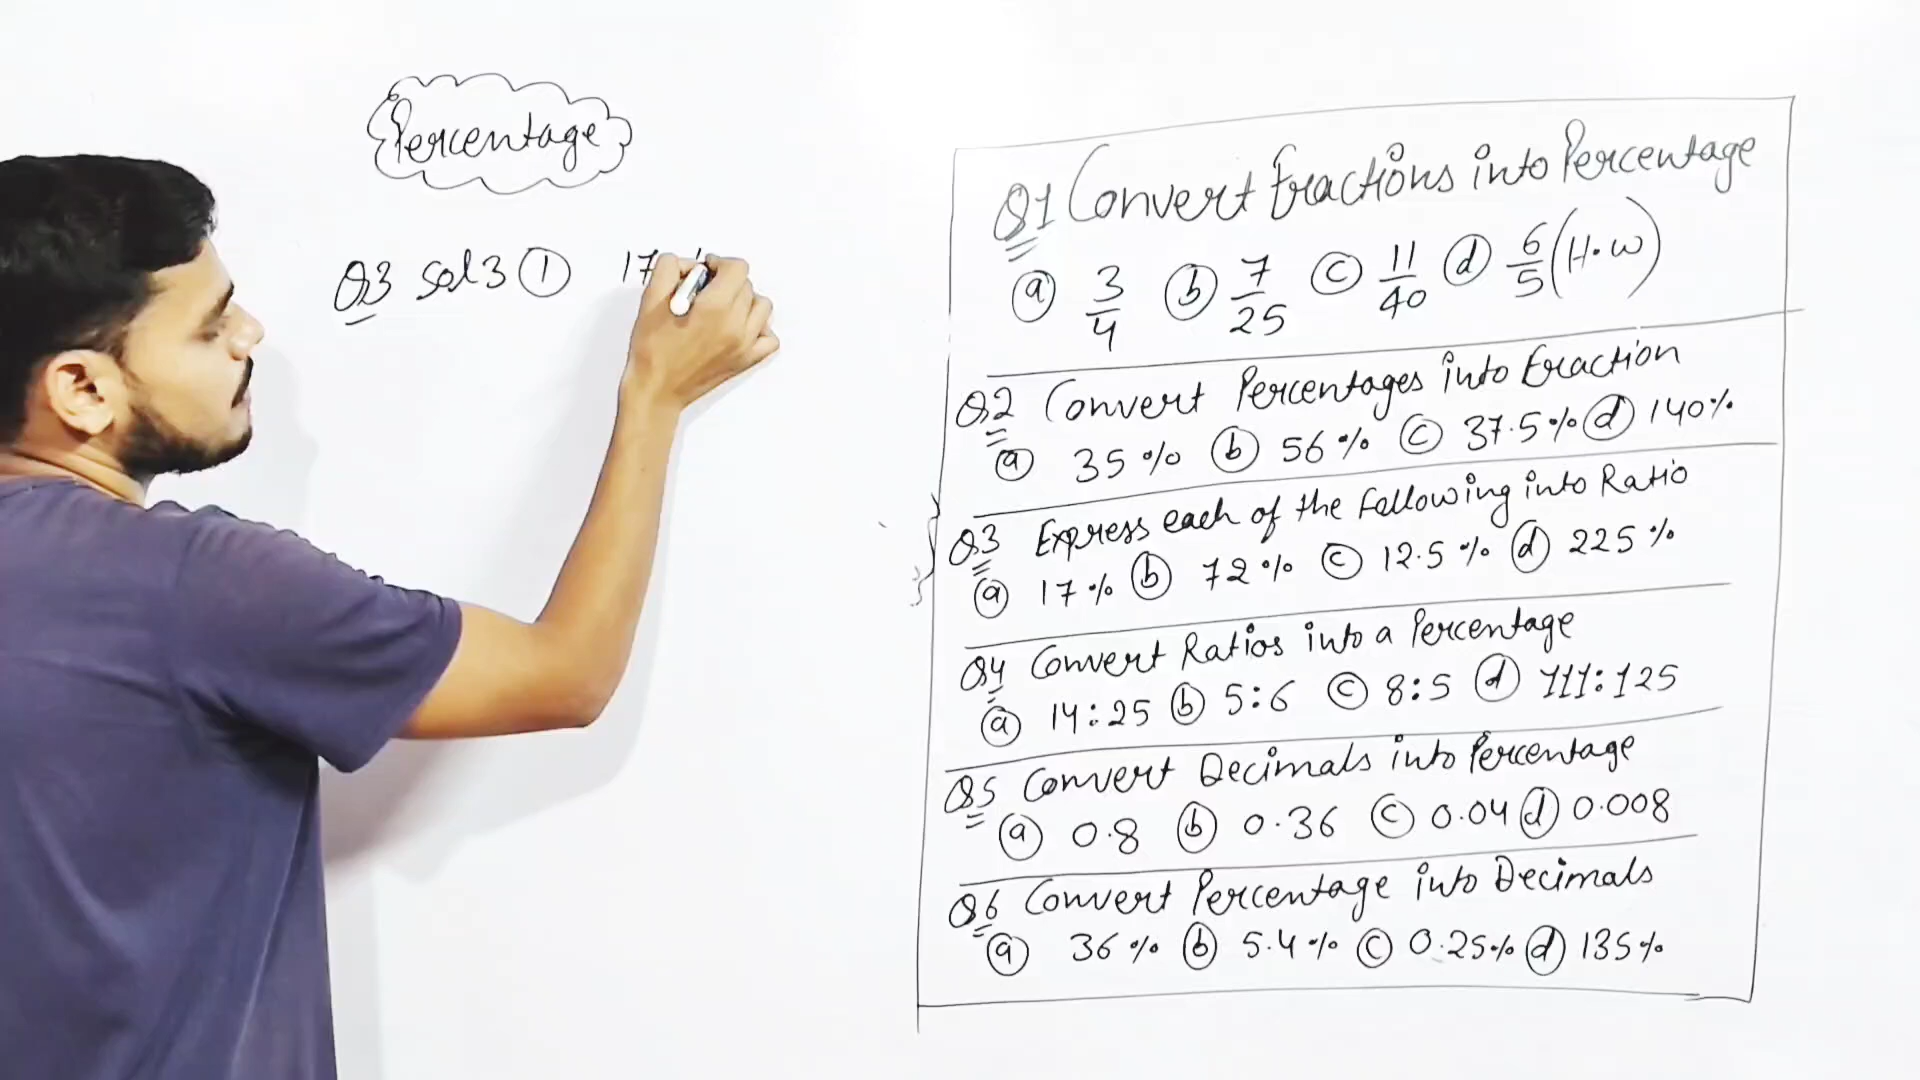 Percentage
Q3 Sol3 ① 17
Q1 Convert Fractions into Percentage
ⓐ 3/4 ⓑ 7/25 ⓒ 11/40 ⓓ 6/5 (H.W)
Q2 Convert Percentages into Fraction
ⓐ 35% ⓑ 56% ⓒ 37.5% ⓓ 140%
Q3 Express each of the following into Ratio
ⓐ 17% ⓑ 72% ⓒ 12.5% ⓓ 225%
Q4 Convert Ratios into a Percentage
ⓐ 14:25 ⓑ 5:6 ⓒ 8:5 ⓓ 111:125
Q5 Convert Decimals into Percentage
ⓐ 0.8 ⓑ 0.36 ⓒ 0.04 ⓓ 0.008
Q6 Convert Percentage into Decimals
ⓐ 36% ⓑ 5.4% ⓒ 0.25% ⓓ 135%